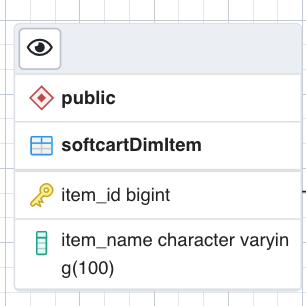 public
softcartDimItem
item_id bigint
item_name character varyin
g(100)